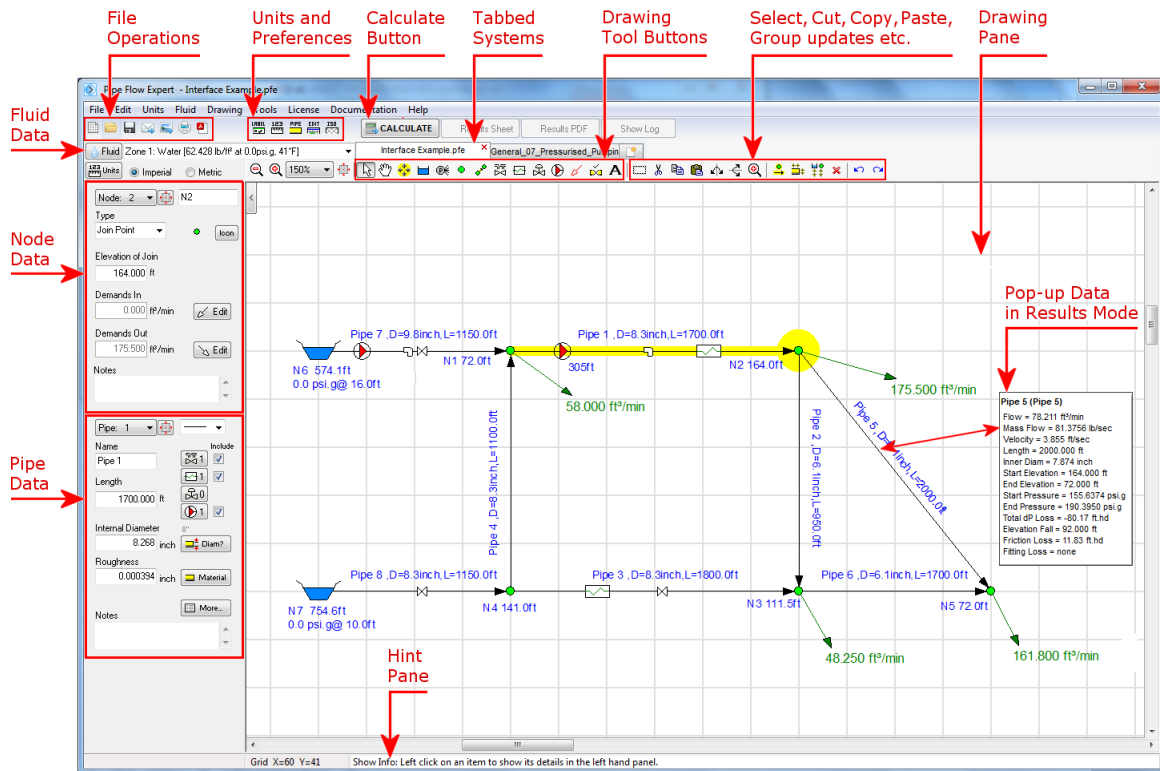 File
Operations
Units and
Preferences
Calculate
Button
Tabbed
Systems
Drawing
Tool Buttons
Select, Cut, Copy, Paste,
Group updates etc.
Drawing
Pane
Pipe Flow Expert - Interface Example.pfe
File Edit Units Fluid Drawing Tools License Documentation Help
LABEL 123 PIPE EDIT ISO
CALCULATE
Results Sheet
Results PDF
Show Log
Fluid
Data
Fluid Zone 1: Water [62.428 lb/ft³ at 0.0psi.g, 41°F]
Interface Example.pfe
General_07_Pressurised_Pumpin
123 Units Imperial Metric
150%
A
Node
Data
Node: 2
N2
Type
Join Point
Icon
Elevation of Join
164.000 ft
Demands In
0.000 ft³/min Edit
Demands Out
175.500 ft³/min Edit
Notes
Pipe
Data
Pipe: 1
Name
Include
Pipe 1
1
Length
1
1700.000 ft
0
1
Internal Diameter
8"
8.268 inch Diam?
Roughness
0.000394 inch Material
More...
Notes
Pipe 7 ,D=9.8inch,L=1150.0ft
Pipe 1 ,D=8.3inch,L=1700.0ft
N6 574.1ft
0.0 psi.g@ 16.0ft
N1 72.0ft
305ft
N2 164.0ft
58.000 ft³/min
175.500 ft³/min
Pop-up Data
in Results Mode
Pipe 4 ,D=8.3inch,L=1100.0ft
Pipe 2 ,D=6.1inch,L=950.0ft
Pipe 5 ,D=7.9inch,L=2000.0ft
Pipe 5 (Pipe 5)
Flow = 78.211 ft³/min
Mass Flow = 81.3756 lb/sec
Velocity = 3.855 ft/sec
Length = 2000.000 ft
Inner Diam = 7.874 inch
Start Elevation = 164.000 ft
End Elevation = 72.000 ft
Start Pressure = 155.6374 psi.g
End Pressure = 190.3950 psi.g
Total dP Loss = -80.17 ft.hd
Elevation Fall = 92.000 ft
Friction Loss = 11.83 ft.hd
Fitting Loss = none
Pipe 8 ,D=8.3inch,L=1150.0ft
Pipe 3 ,D=8.3inch,L=1800.0ft
Pipe 6 ,D=6.1inch,L=1700.0ft
N7 754.6ft
0.0 psi.g@ 10.0ft
N4 141.0ft
N3 111.5ft
N5 72.0ft
48.250 ft³/min
161.800 ft³/min
Hint
Pane
Grid X=60 Y=41
Show Info: Left click on an item to show its details in the left hand panel.